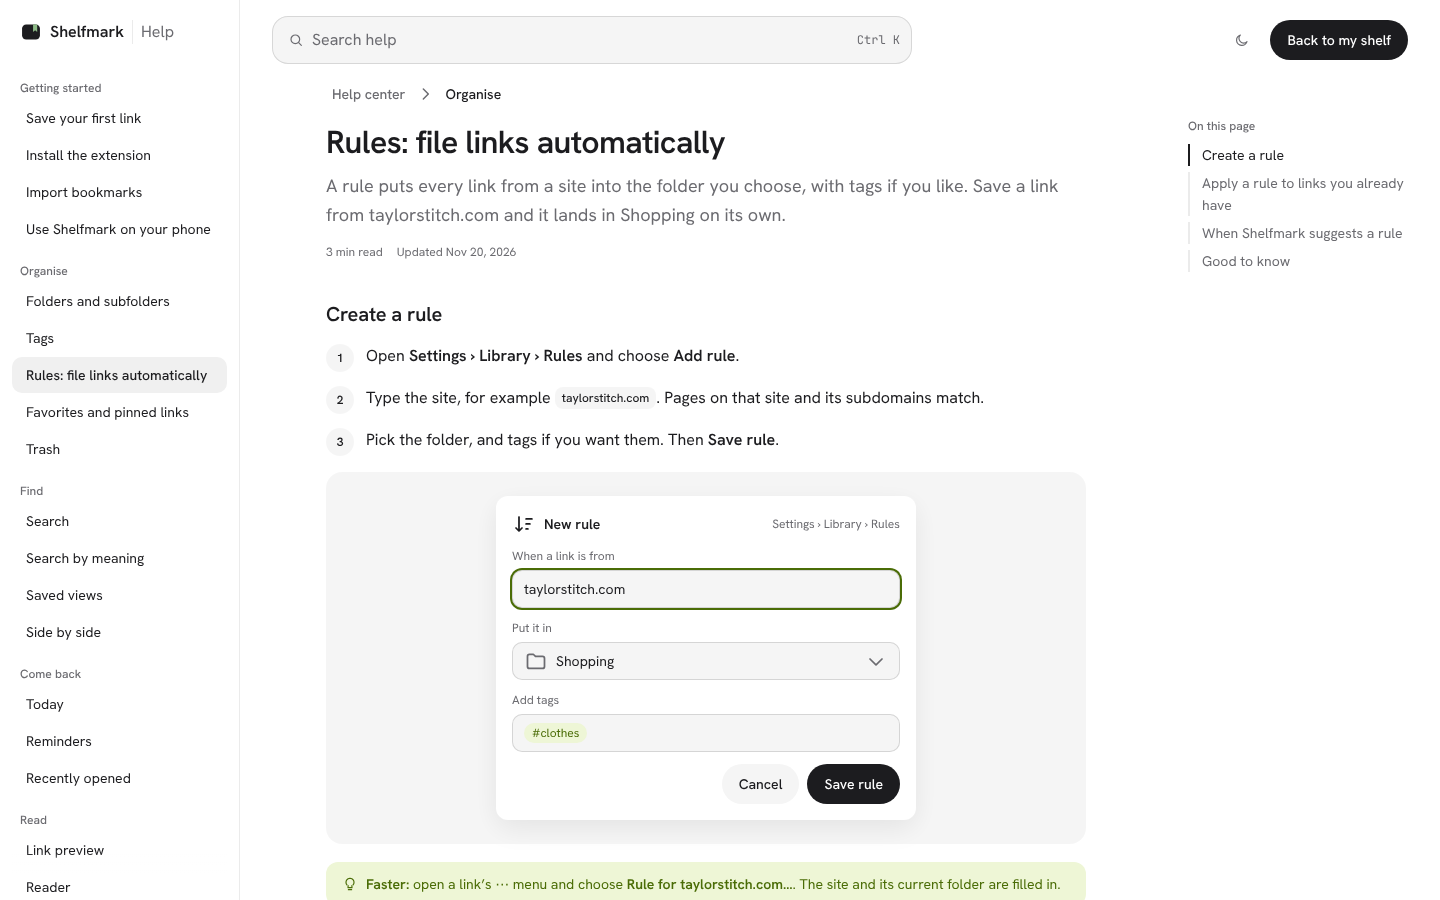 Shelfmark Help
Search help
Ctrl K
Back to my shelf
Getting started
Save your first link
Install the extension
Import bookmarks
Use Shelfmark on your phone
Organise
Folders and subfolders
Tags
Rules: file links automatically
Favorites and pinned links
Trash
Find
Search
Search by meaning
Saved views
Side by side
Come back
Today
Reminders
Recently opened
Read
Link preview
Reader
Help center > Organise
Rules: file links automatically
A rule puts every link from a site into the folder you choose, with tags if you like. Save a link
from taylorstitch.com and it lands in Shopping on its own.
3 min read Updated Nov 20, 2026
Create a rule
1 Open Settings › Library › Rules and choose Add rule.
2 Type the site, for example taylorstitch.com. Pages on that site and its subdomains match.
3 Pick the folder, and tags if you want them. Then Save rule.
New rule
Settings › Library › Rules
When a link is from
taylorstitch.com
Put it in
Shopping
Add tags
#clothes
Cancel
Save rule
Faster: open a link’s ··· menu and choose Rule for taylorstitch.com.... The site and its current folder are filled in.
On this page
Create a rule
Apply a rule to links you already
have
When Shelfmark suggests a rule
Good to know